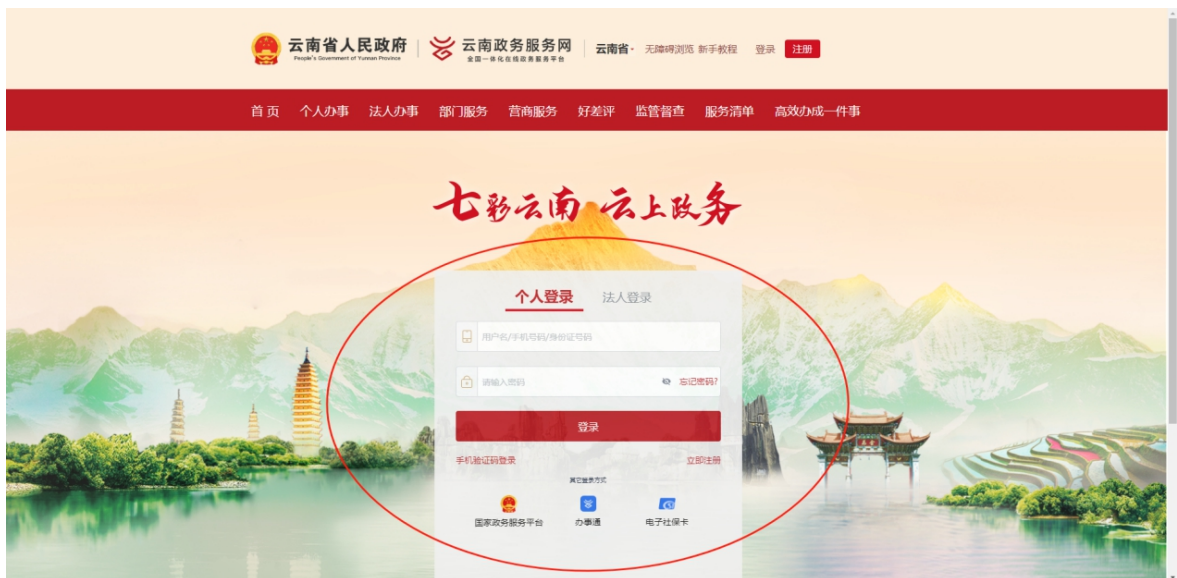 云南省人民政府
People's Government of Yunnan Province
云南政务服务网
全国一体化在线政务服务平台
云南省 无障碍浏览 新手教程 登录 注册
首页 个人办事 法人办事 部门服务 营商服务 好差评 监管督查 服务清单 高效办成一件事
七彩云南 云上政务
个人登录 法人登录
用户名/手机号码/身份证号码
请输入密码 忘记密码?
登录
手机验证码登录 立即注册
其它登录方式
国家政务服务平台 办事通 电子社保卡